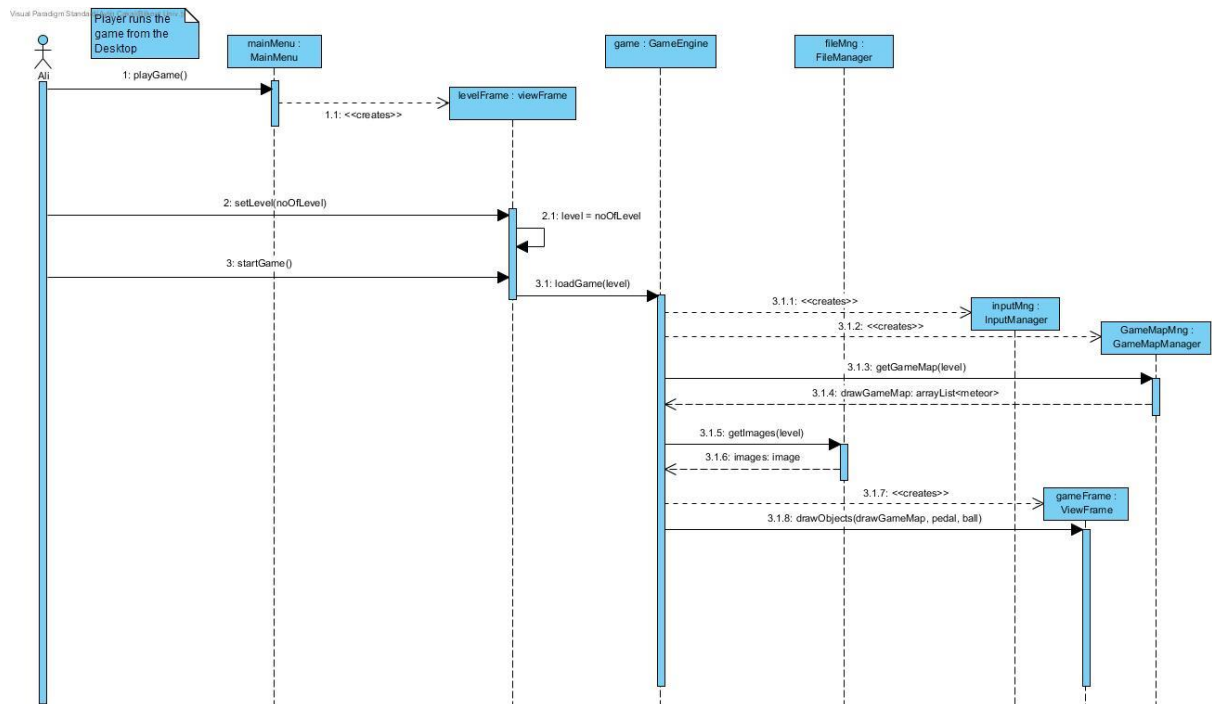 Visual Paradigm Standa
Player runs the
game from the
Desktop
Ali
mainMenu :
MainMenu
game : GameEngine
fileMng :
FileManager
1: playGame()
levelFrame : viewFrame
1.1: <<creates>>
2: setLevel(noOfLevel)
2.1: level = noOfLevel
3: startGame()
3.1: loadGame(level)
3.1.1: <<creates>>
inputMng :
InputManager
3.1.2: <<creates>>
GameMapMng :
GameMapManager
3.1.3: getGameMap(level)
3.1.4: drawGameMap: arrayList<meteor>
3.1.5: getImages(level)
3.1.6: images: image
3.1.7: <<creates>>
gameFrame :
ViewFrame
3.1.8: drawObjects(drawGameMap, pedal, ball)